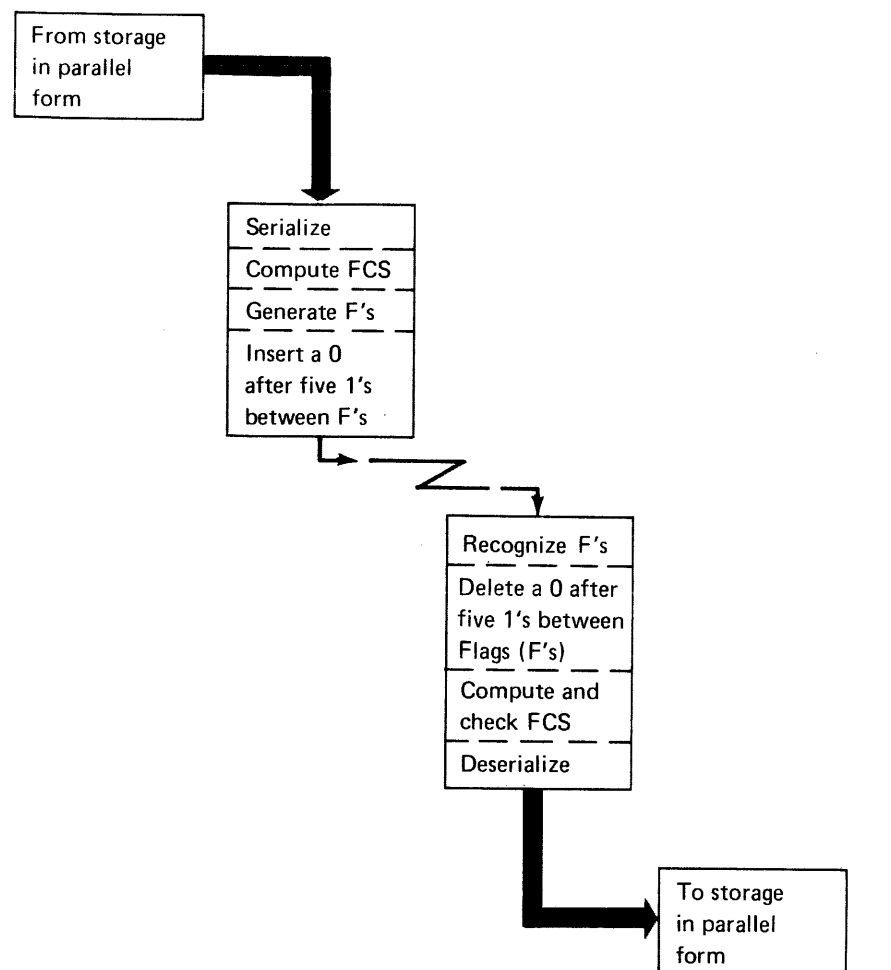 From storage
in parallel
form
Serialize
Compute FCS
Generate F's
Insert a 0
after five 1's
between F's
Recognize F's
Delete a 0 after
five 1's between
Flags (F's)
Compute and
check FCS
Deserialize
To storage
in parallel
form